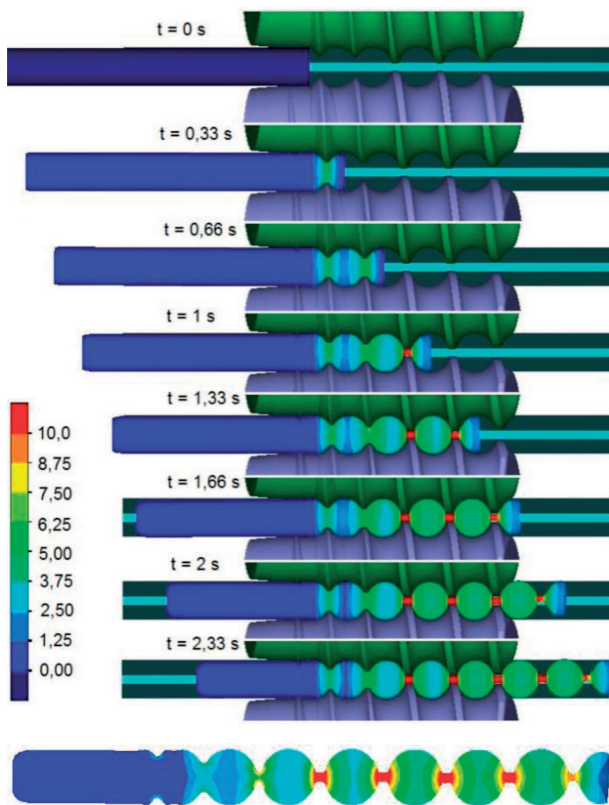 t = 0 s
t = 0,33 s
t = 0,66 s
t = 1 s
t = 1,33 s
t = 1,66 s
t = 2 s
t = 2,33 s
10,0
8,75
7,50
6,25
5,00
3,75
2,50
1,25
0,00